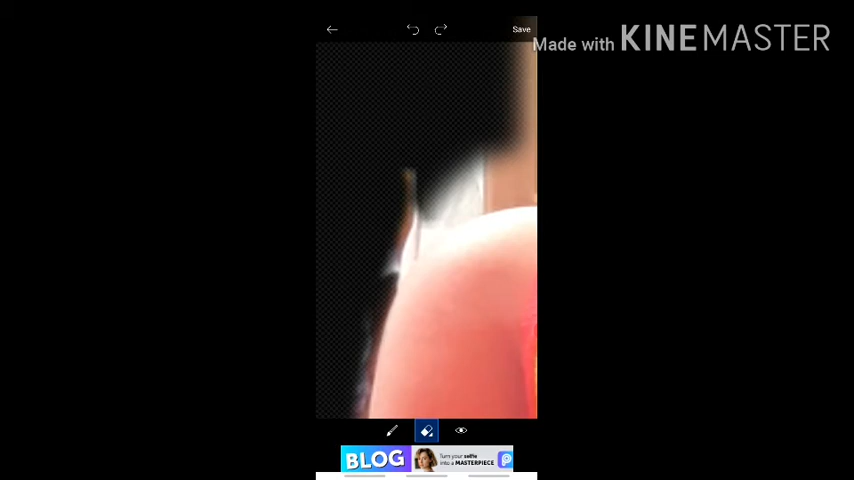 Save
Made with KINEMASTER
BLOG
Turn your selfie
into a MASTERPIECE